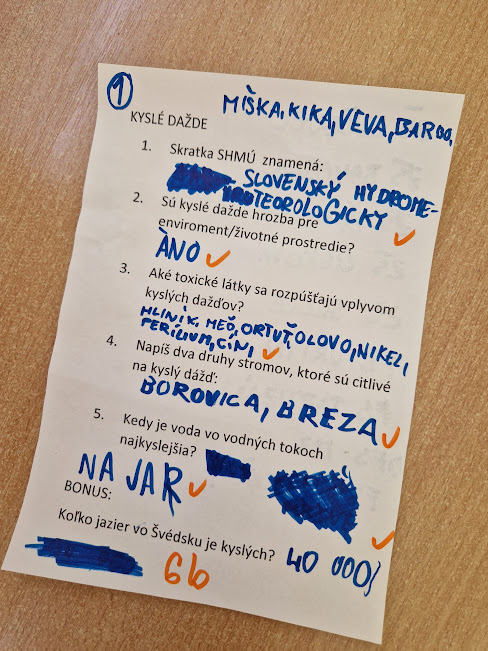 1
MIŠKA, KIKA, VEVA, BARBO,
KYSLÉ DAŽDE
1. Skratka SHMÚ znamená:
SLOVENSKÝ HYDROME-
TEOROLOGICKY
2. Sú kyslé dažde hrozba pre
enviroment/životné prostredie?
ÀNO
3. Aké toxické látky sa rozpúšťajú vplyvom
kyslých dažďov?
HLINÍK, MEĎ, ORTUŤ, OLOVO, NIKEL,
PERÍLIUM, CÍN,
4. Napíš dva druhy stromov, ktoré sú citlivé
na kyslý dážď:
BOROVICA, BREZA
5. Kedy je voda vo vodných tokoch
najkyslejšia?
NA JAR
BONUS:
Koľko jazier vo Švédsku je kyslých? 40 000
6b